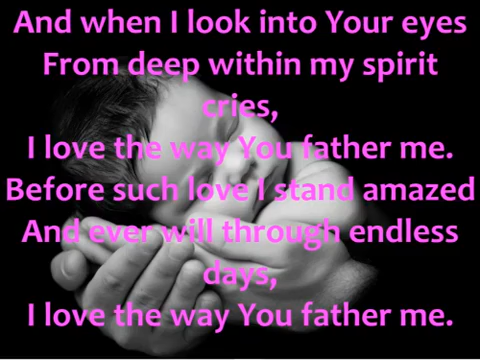 And when I look into Your eyes
From deep within my spirit
cries,
I love the way You father me.
Before such love I stand amazed
And ever will through endless
days,
I love the way You father me.